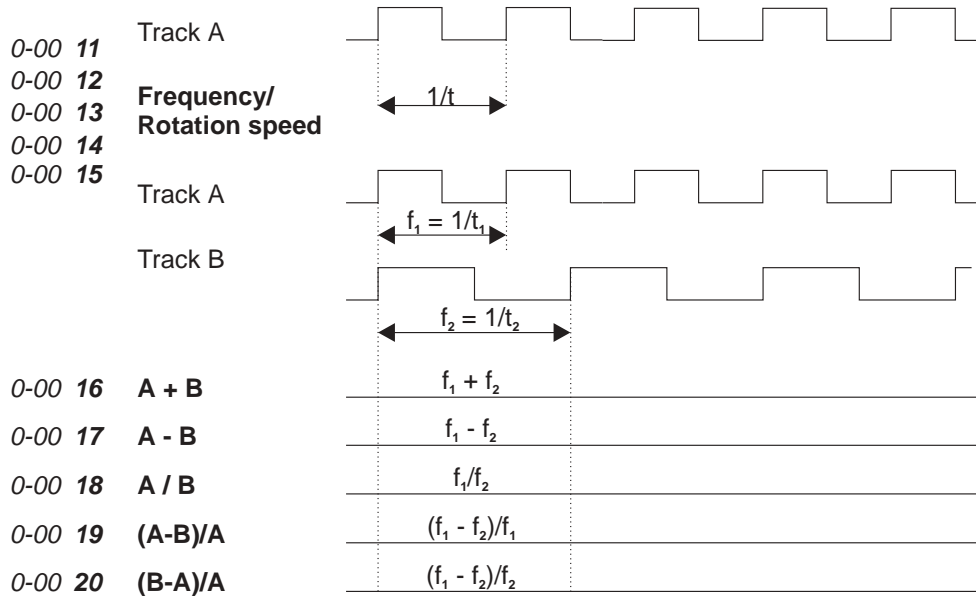 Track A
0-00 11
0-00 12
Frequency/
Rotation speed
1/t
0-00 13
0-00 14
0-00 15
Track A
f₁ = 1/t₁
Track B
f₂ = 1/t₂
0-00 16 A + B f₁ + f₂
0-00 17 A - B f₁ - f₂
0-00 18 A / B f₁/f₂
0-00 19 (A-B)/A (f₁ - f₂)/f₁
0-00 20 (B-A)/A (f₁ - f₂)/f₂